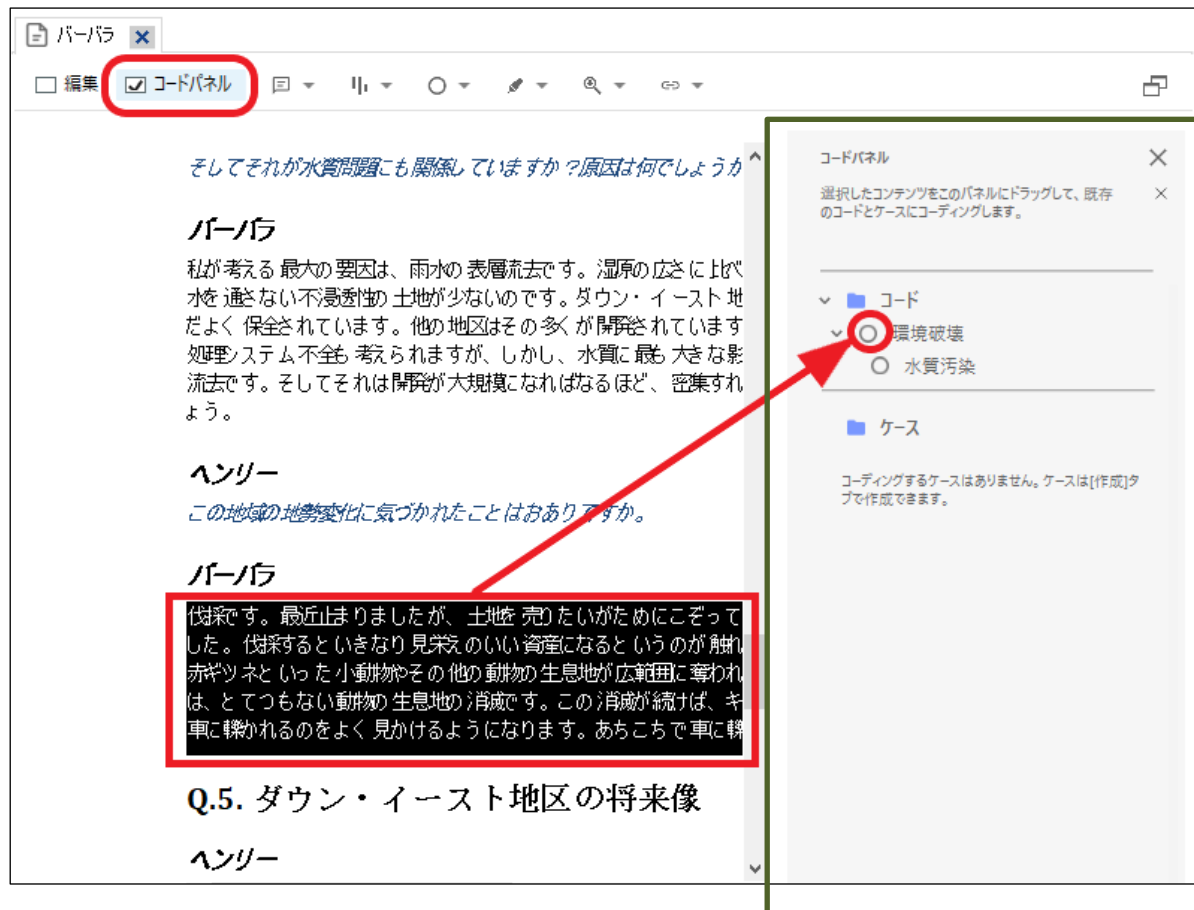 バーバラ
編集 コードパネル
そしてそれが水質問題にも関係していますか?原因は何でしょうか
バーバラ
私が考える最大の要因は、雨水の表層流去です。湿原の広さに比べ
水を通さない不浸透性の土地が少ないのです。ダウン・イースト地
だよく保全されています。他の地区はその多くが開発されています
処理システム不全も考えられますが、しかし、水質に最も大きな影
流去です。そしてそれは開発が大規模になればなるほど、密集すれ
ょう。
ヘンリー
この地域の地勢変化に気づかれたことはおありですか。
バーバラ
伐採です。最近止まりましたが、土地を売りたいがためにこぞって
した。伐採するといきなり見栄えのいい資産になるというのが触れ
赤ギツネといった小動物やその他の動物の生息地が広範囲に奪われ
は、とてつもない動物の生息地の消滅です。この消滅が続けば、キ
車に轢かれるのをよく見かけるようになります。あちこちで車に轢
Q.5. ダウン・イースト地区の将来像
ヘンリー
コードパネル
選択したコンテンツをこのパネルにドラッグして、既存
のコードとケースにコーディングします。
コード
環境破壊
水質汚染
ケース
コーディングするケースはありません。ケースは[作成]タ
ブで作成できます。